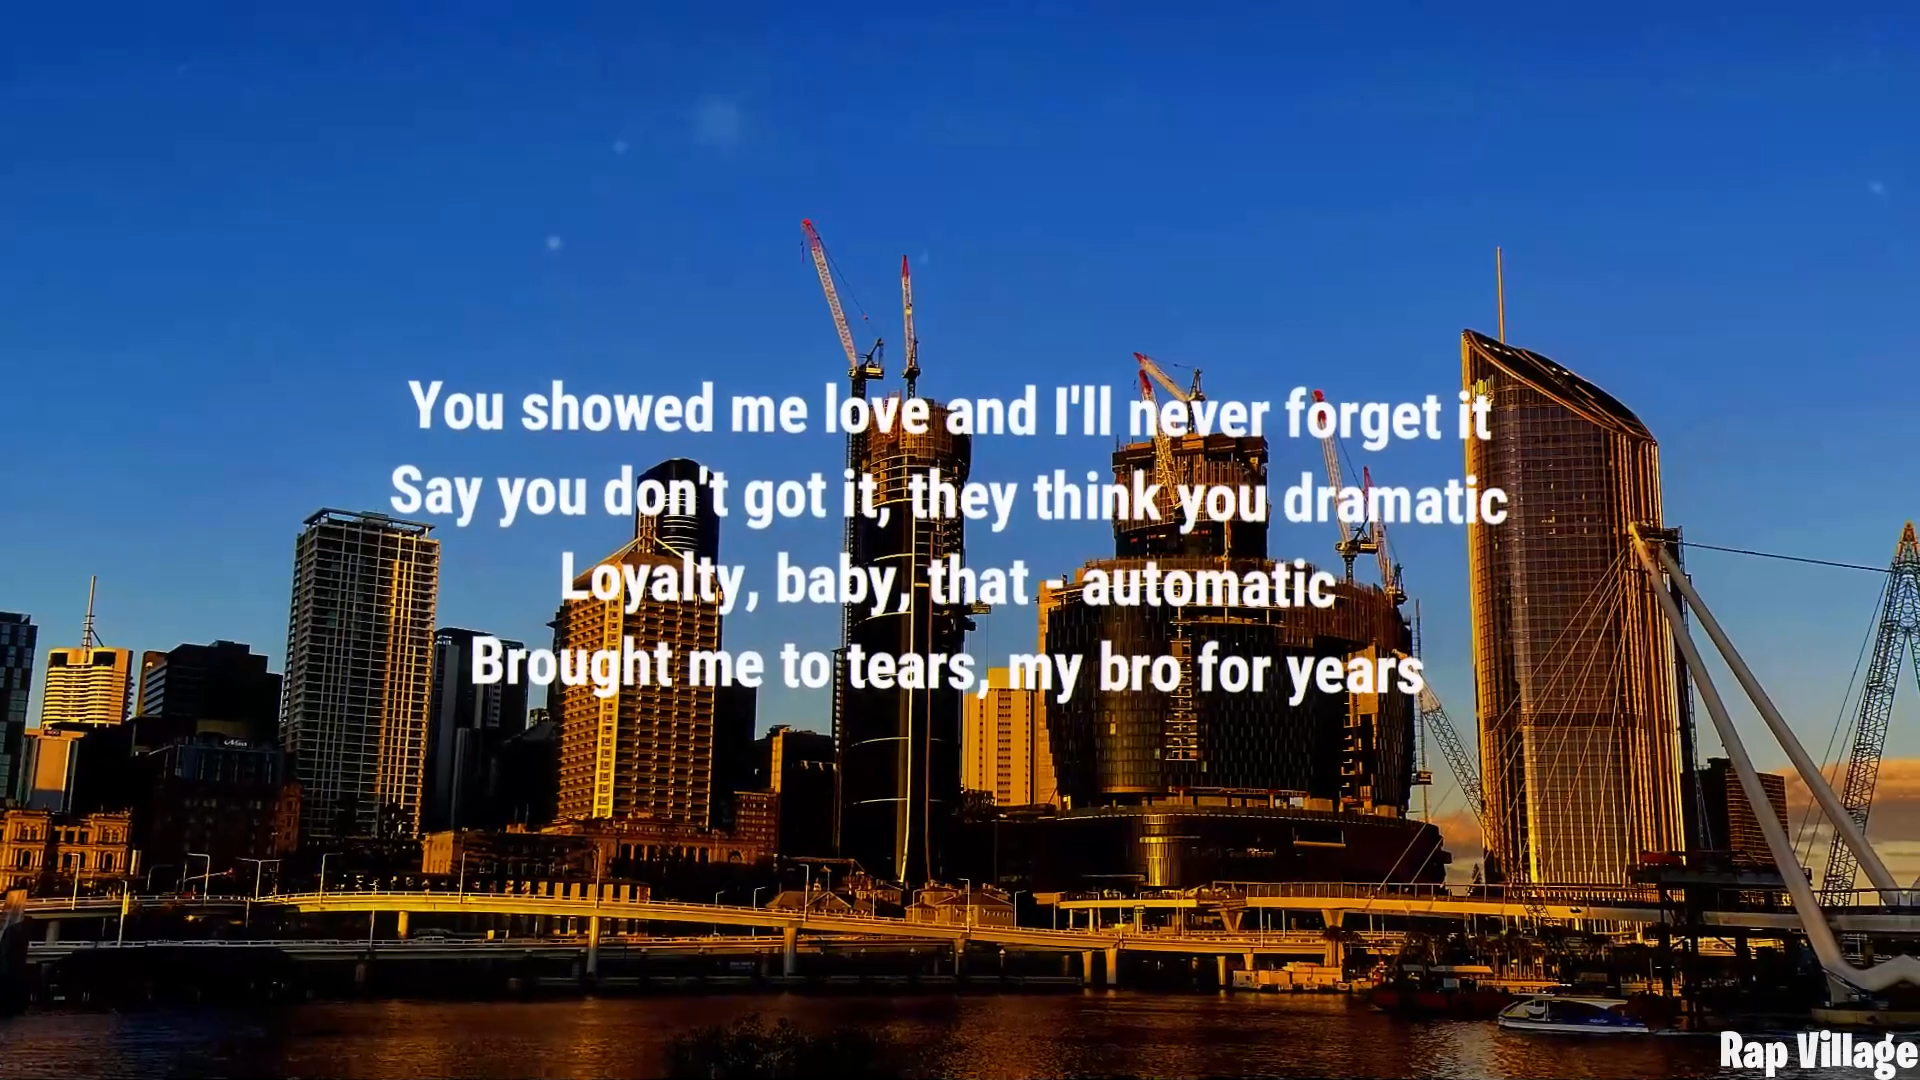 You showed me love and I'll never forget it
Say you don't got it, they think you dramatic
Loyalty, baby, that - automatic
Brought me to tears, my bro for years
Rap Village